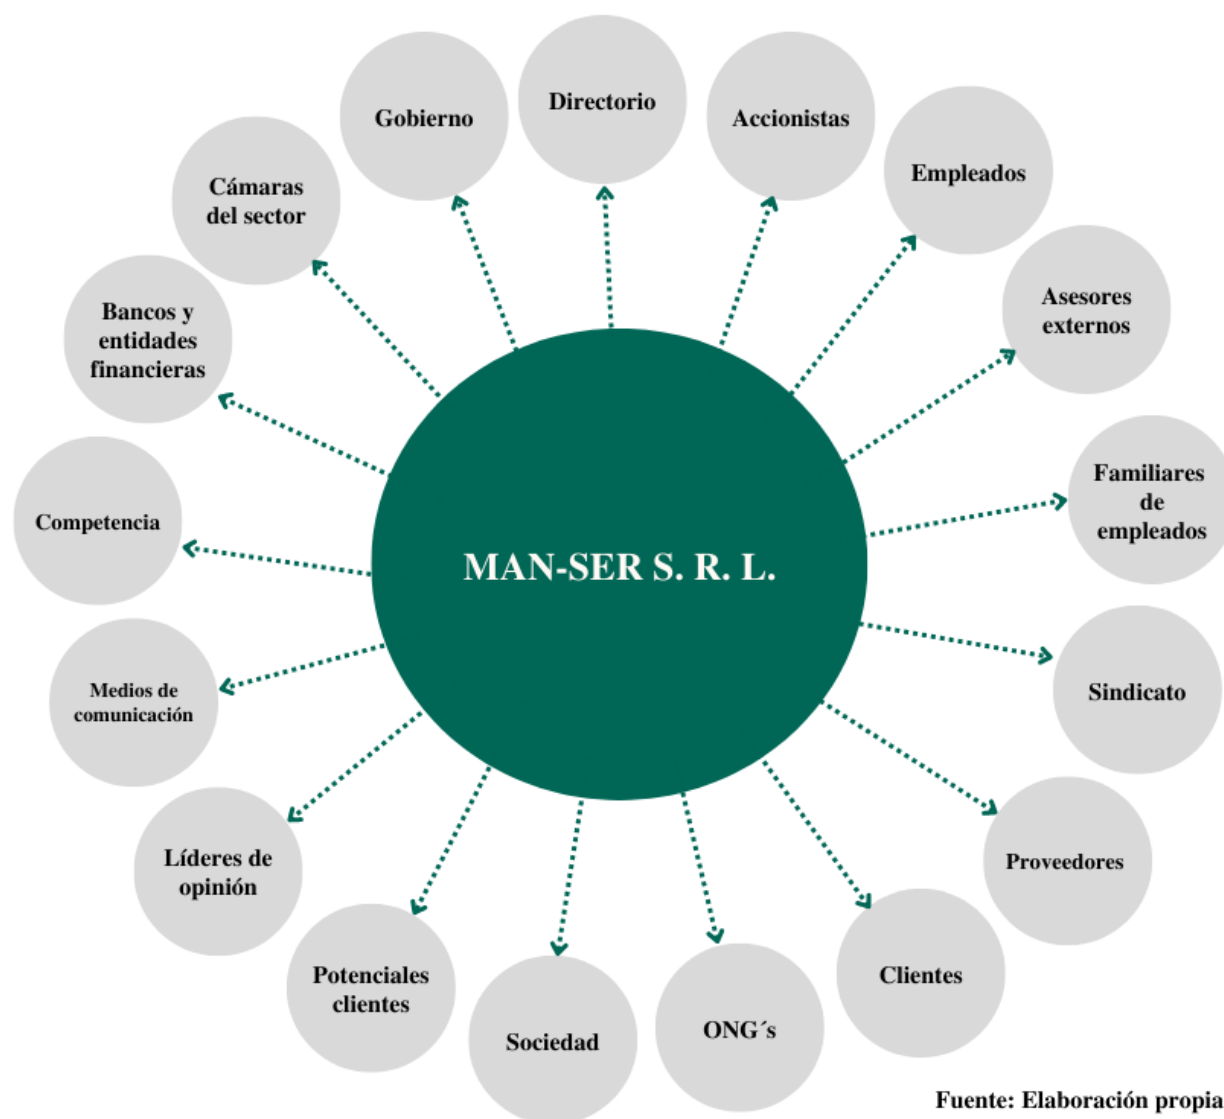 Directorio
Accionistas
Empleados
Asesores
externos
Familiares
de
empleados
Sindicato
Proveedores
Clientes
ONG´s
Sociedad
Potenciales
clientes
Líderes de
opinión
Medios de
comunicación
Competencia
Bancos y
entidades
financieras
Cámaras
del sector
Gobierno
MAN-SER S. R. L.
Fuente: Elaboración propia